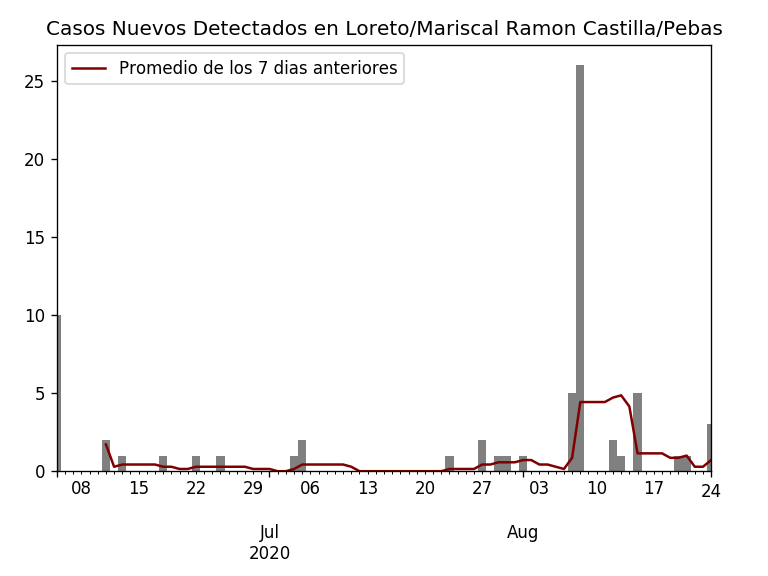 Casos Nuevos Detectados en Loreto/Mariscal Ramon Castilla/Pebas
Promedio de los 7 dias anteriores
25
20
15
10
5
0
08 15 22 29 06 13 20 27 03 10 17 24
Jul Aug
2020